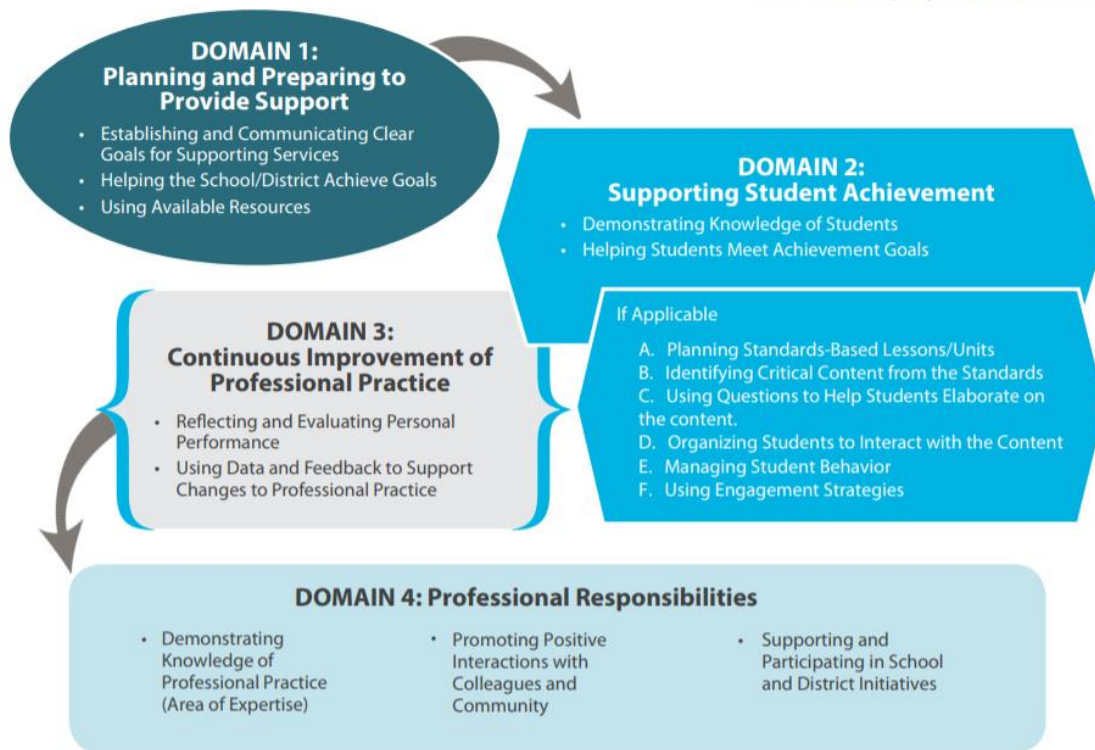 DOMAIN 1:
Planning and Preparing to
Provide Support
• Establishing and Communicating Clear
Goals for Supporting Services
• Helping the School/District Achieve Goals
• Using Available Resources
DOMAIN 2:
Supporting Student Achievement
• Demonstrating Knowledge of Students
• Helping Students Meet Achievement Goals
If Applicable
A. Planning Standards-Based Lessons/Units
B. Identifying Critical Content from the Standards
C. Using Questions to Help Students Elaborate on
the content.
D. Organizing Students to Interact with the Content
E. Managing Student Behavior
F. Using Engagement Strategies
DOMAIN 3:
Continuous Improvement of
Professional Practice
• Reflecting and Evaluating Personal
Performance
• Using Data and Feedback to Support
Changes to Professional Practice
DOMAIN 4: Professional Responsibilities
• Demonstrating
Knowledge of
Professional Practice
(Area of Expertise)
• Promoting Positive
Interactions with
Colleagues and
Community
• Supporting and
Participating in School
and District Initiatives